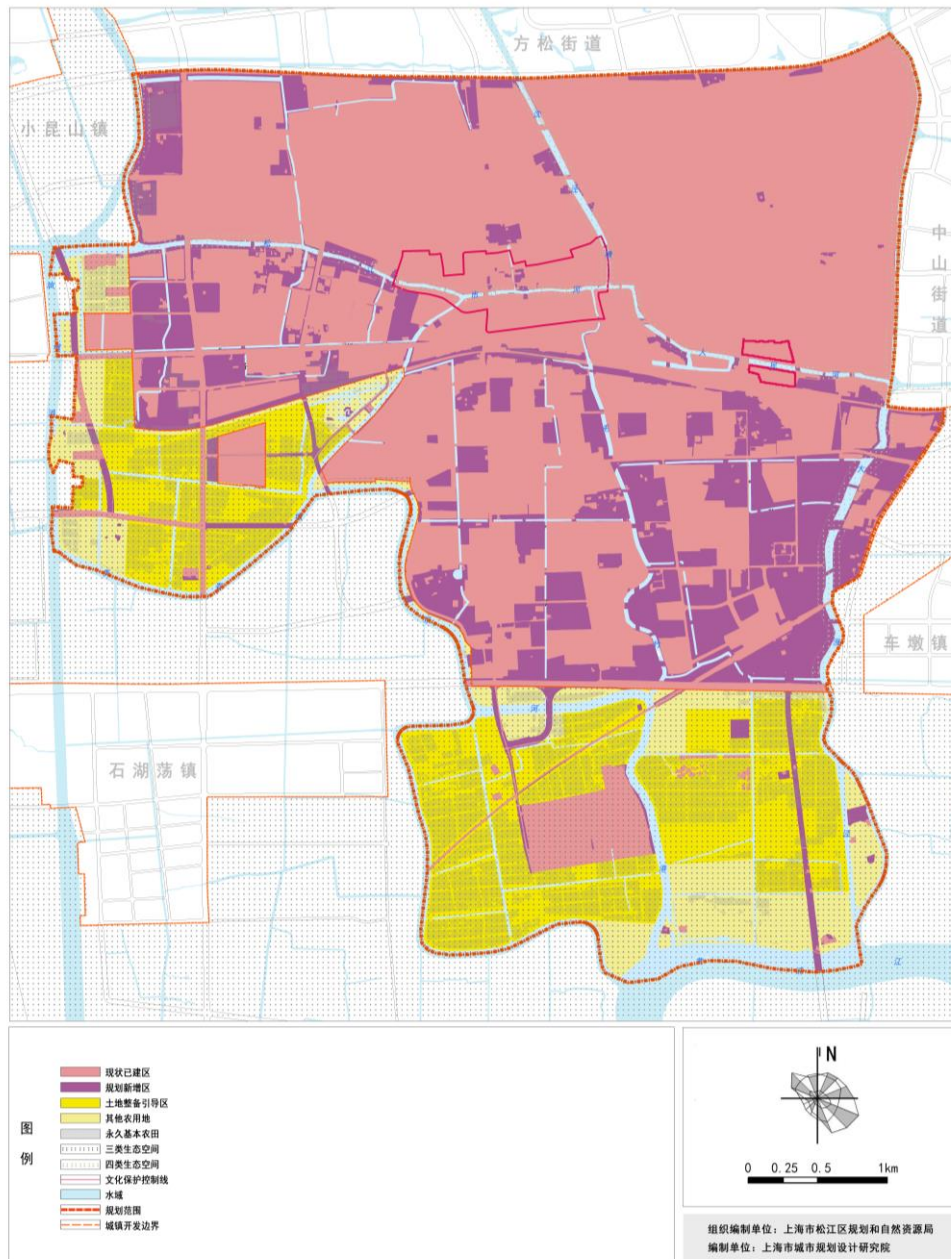 方松街道
小昆山镇
中山街道
车墩镇
石湖荡镇
河
江
图例
现状已建区
规划新增区
土地整备引导区
其他农用地
永久基本农田
三类生态空间
四类生态空间
文化保护控制线
水域
规划范围
城镇开发边界
N
0 0.25 0.5 1km
组织编制单位：上海市松江区规划和自然资源局
编制单位：上海市城市规划设计研究院